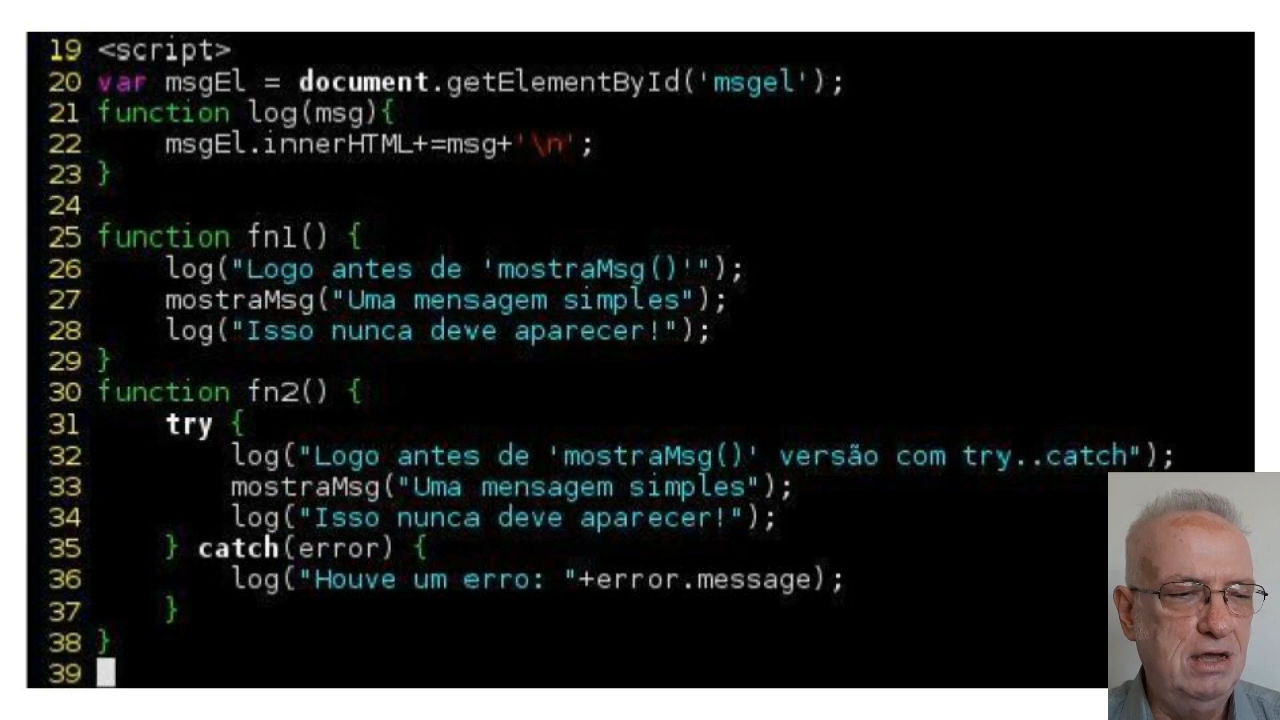 19 <script>
20 var msgEl = document.getElementById('msgel');
21 function log(msg){
22 msgEl.innerHTML+=msg+'\n';
23 }
24
25 function fn1() {
26 log("Logo antes de 'mostraMsg()'");
27 mostraMsg("Uma mensagem simples");
28 log("Isso nunca deve aparecer!");
29 }
30 function fn2() {
31 try {
32 log("Logo antes de 'mostraMsg()' versão com try..catch");
33 mostraMsg("Uma mensagem simples");
34 log("Isso nunca deve aparecer!");
35 } catch(error) {
36 log("Houve um erro: "+error.message);
37 }
38 }
39